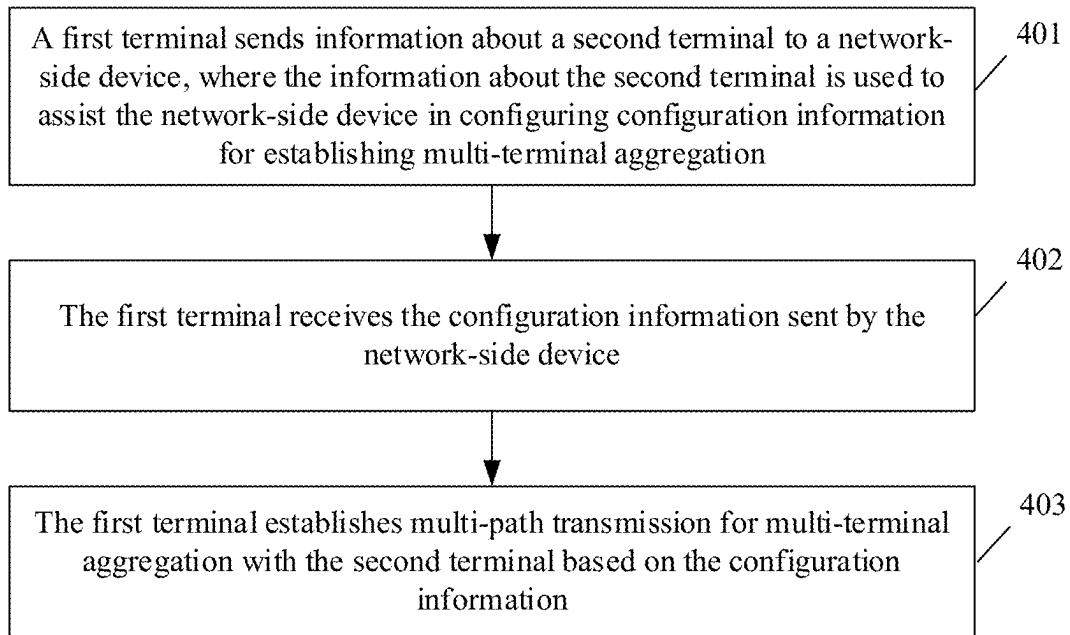 A first terminal sends information about a second terminal to a network-
side device, where the information about the second terminal is used to
assist the network-side device in configuring configuration information
for establishing multi-terminal aggregation
401
The first terminal receives the configuration information sent by the
network-side device
402
The first terminal establishes multi-path transmission for multi-terminal
aggregation with the second terminal based on the configuration
information
403